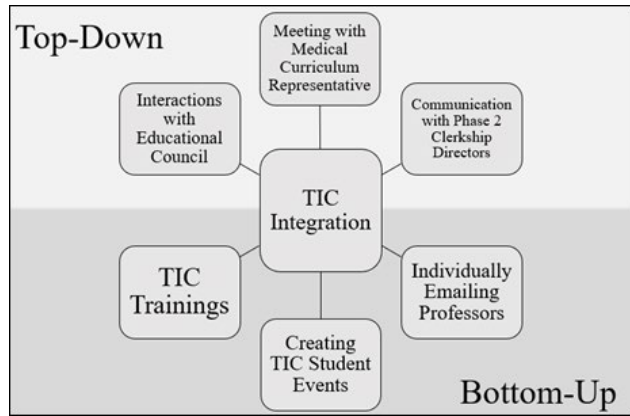 Top-Down
Meeting with
Medical
Curriculum
Representative
Interactions
with
Educational
Council
Communication
with Phase 2
Clerkship
Directors
TIC
Integration
TIC
Trainings
Individually
Emailing
Professors
Creating
TIC Student
Events
Bottom-Up